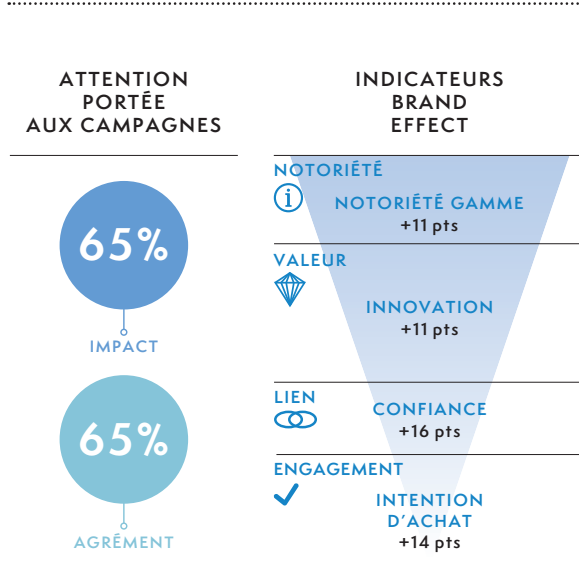 ATTENTION
PORTÉE
AUX CAMPAGNES
65%
IMPACT
65%
AGRÉMENT
INDICATEURS
BRAND
EFFECT
NOTORIÉTÉ
i
NOTORIÉTÉ GAMME
+11 pts
VALEUR
INNOVATION
+11 pts
LIEN
CONFIANCE
+16 pts
ENGAGEMENT
INTENTION
D'ACHAT
+14 pts